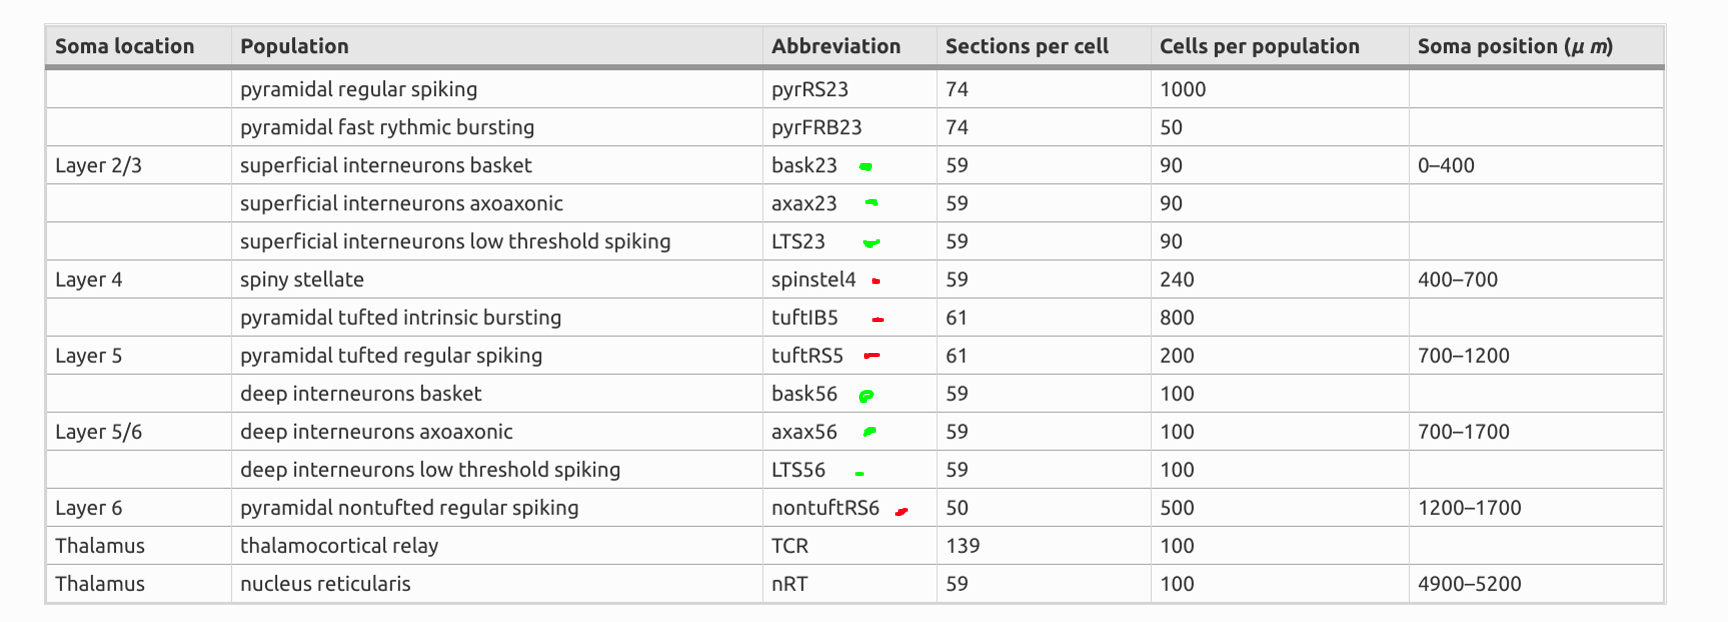 Soma location Population Abbreviation Sections per cell Cells per population Soma position (μ m)
pyramidal regular spiking pyrRS23 74 1000
pyramidal fast rythmic bursting pyrFRB23 74 50
Layer 2/3 superficial interneurons basket bask23 59 90 0–400
superficial interneurons axoaxonic axax23 59 90
superficial interneurons low threshold spiking LTS23 59 90
Layer 4 spiny stellate spinstel4 59 240 400–700
pyramidal tufted intrinsic bursting tuftIB5 61 800
Layer 5 pyramidal tufted regular spiking tuftRS5 61 200 700–1200
deep interneurons basket bask56 59 100
Layer 5/6 deep interneurons axoaxonic axax56 59 100 700–1700
deep interneurons low threshold spiking LTS56 59 100
Layer 6 pyramidal nontufted regular spiking nontuftRS6 50 500 1200–1700
Thalamus thalamocortical relay TCR 139 100
Thalamus nucleus reticularis nRT 59 100 4900–5200